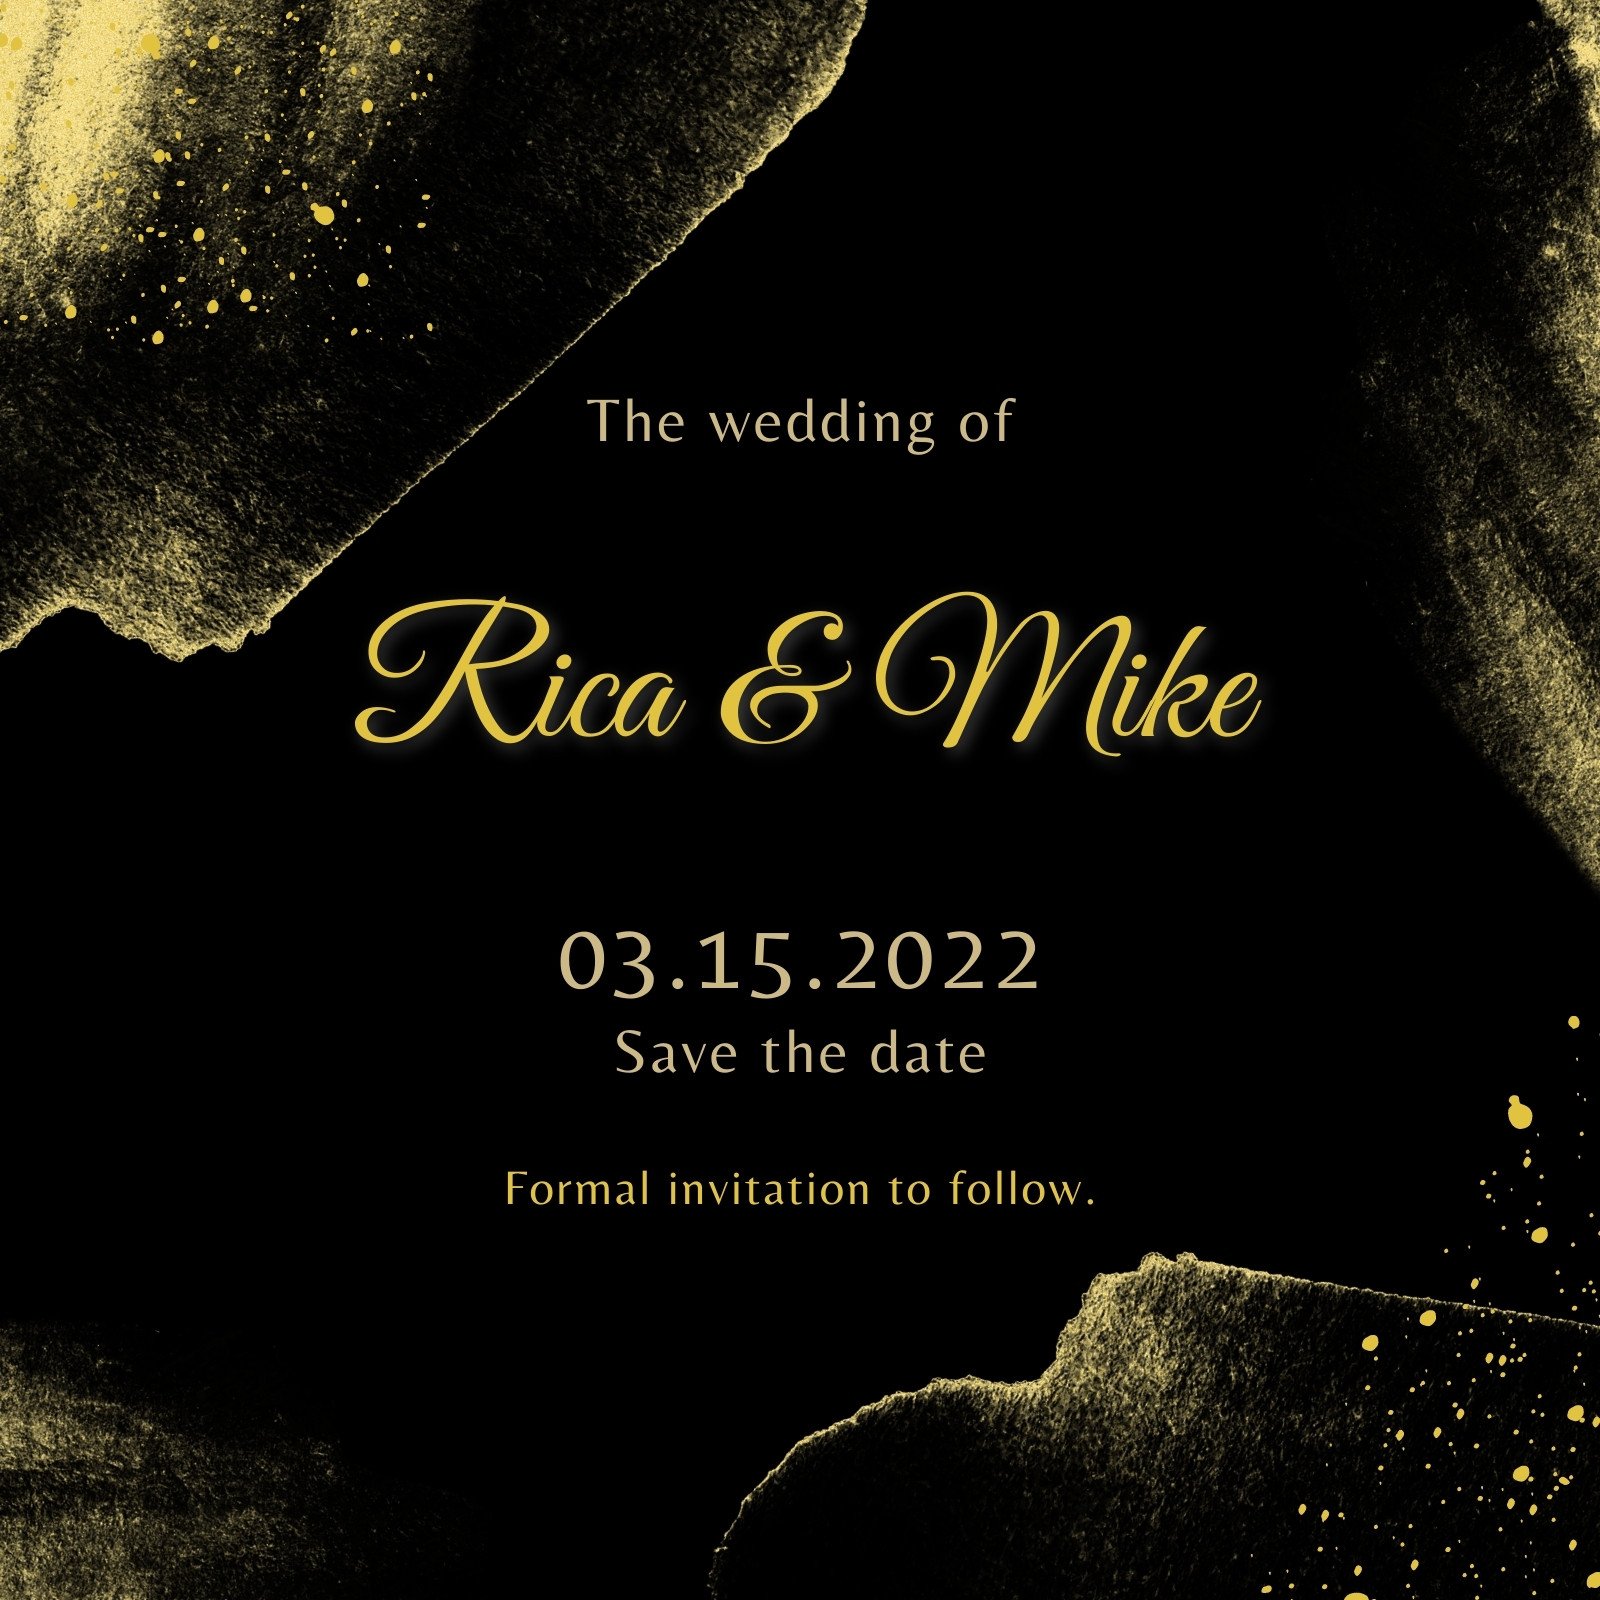 The wedding of
Rica & Mike
03.15.2022
Save the date
Formal invitation to follow.